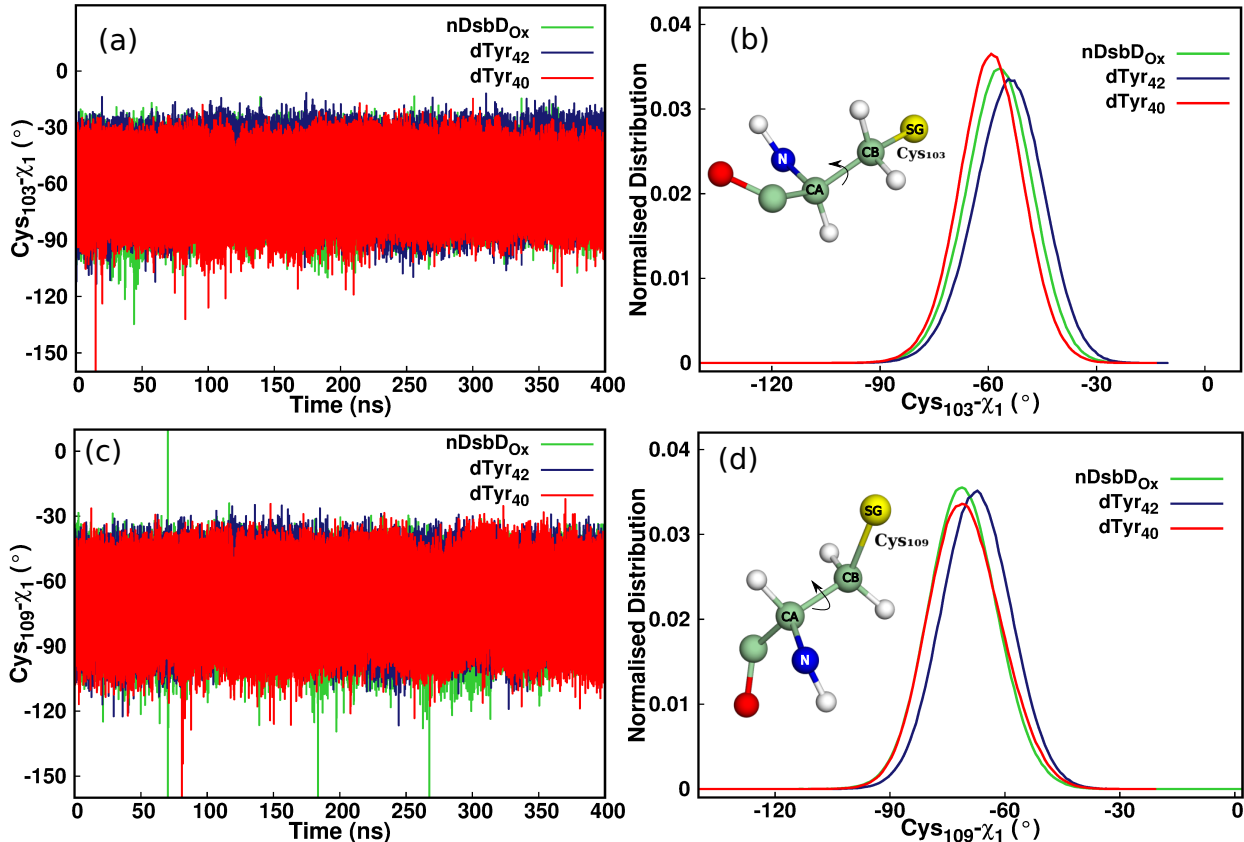 (a)
nDsbD_Ox
dTyr_42
dTyr_40
Cys_103-χ_1 (°)
0
-30
-60
-90
-120
-150
0 50 100 150 200 250 300 350 400
Time (ns)
(b)
nDsbD_Ox
dTyr_42
dTyr_40
Normalised Distribution
0.04
0.03
0.02
0.01
0
SG
Cys₁₀₃
CB
N
CA
-120 -90 -60 -30 0
Cys_103-χ_1 (°)
(c)
nDsbD_Ox
dTyr_42
dTyr_40
Cys_109-χ_1 (°)
0
-30
-60
-90
-120
-150
0 50 100 150 200 250 300 350 400
Time (ns)
(d)
nDsbD_Ox
dTyr_42
dTyr_40
Normalised Distribution
0.04
0.03
0.02
0.01
0
SG
Cys₁₀₉
CB
CA
N
-120 -90 -60 -30 0
Cys_109-χ_1 (°)